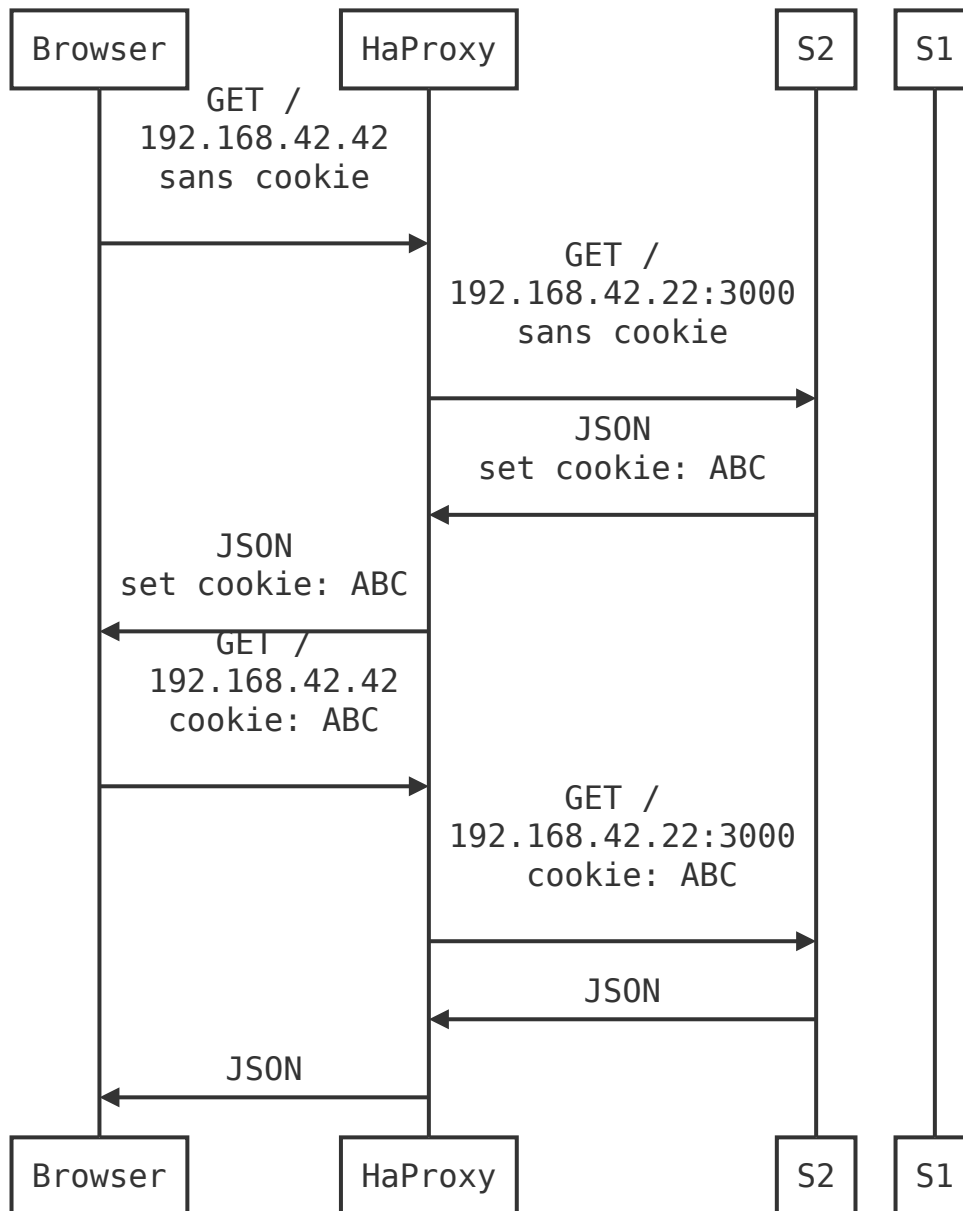 Browser
HaProxy
S2
S1
GET /
192.168.42.42
sans cookie
GET /
192.168.42.22:3000
sans cookie
JSON
set cookie: ABC
JSON
set cookie: ABC
GET /
192.168.42.42
cookie: ABC
GET /
192.168.42.22:3000
cookie: ABC
JSON
JSON
Browser
HaProxy
S2
S1